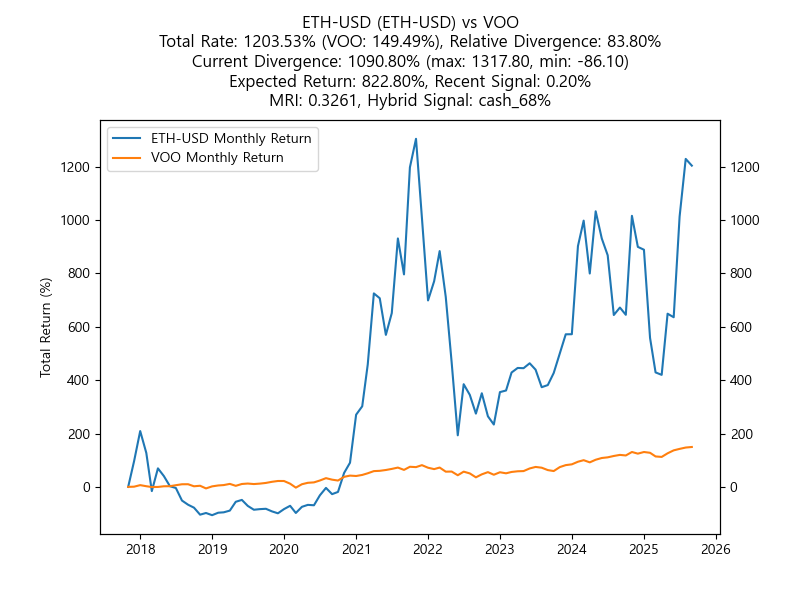 ETH-USD (ETH-USD) vs VOO
Total Rate: 1203.53% (VOO: 149.49%), Relative Divergence: 83.80%
Current Divergence: 1090.80% (max: 1317.80, min: -86.10)
Expected Return: 822.80%, Recent Signal: 0.20%
MRI: 0.3261, Hybrid Signal: cash_68%
ETH-USD Monthly Return
VOO Monthly Return
Total Return (%)
1200 1200
1000 1000
800 800
600 600
400 400
200 200
0 0
2018 2019 2020 2021 2022 2023 2024 2025 2026